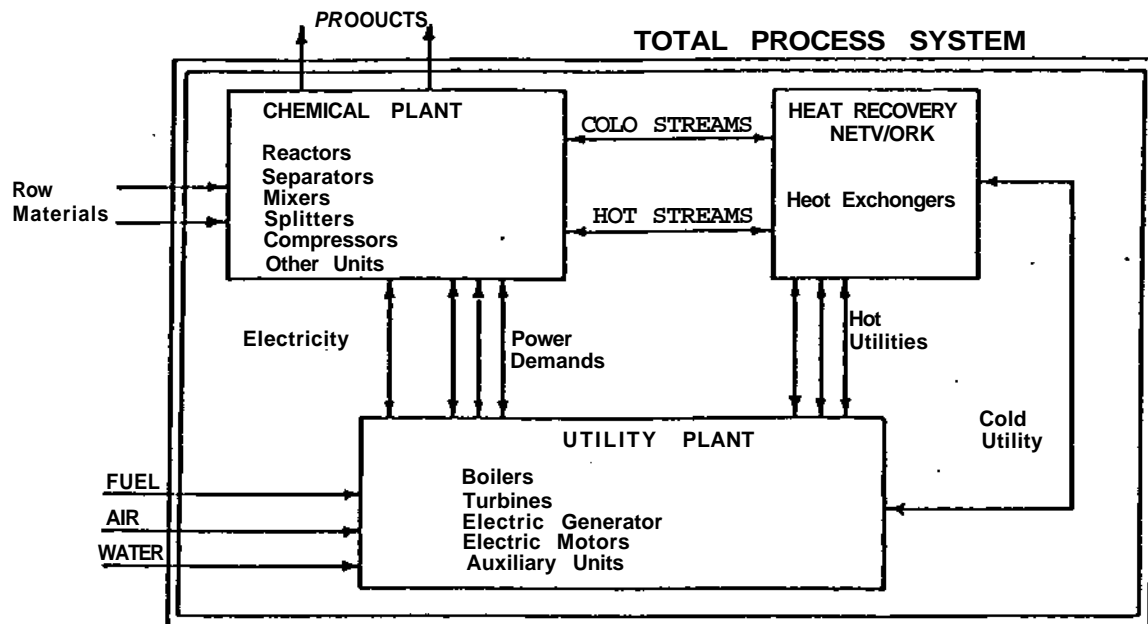 PROOUCTS
TOTAL PROCESS SYSTEM
CHEMICAL PLANT
Reactors
Separators
Mixers
Splitters
Compressors
Other Units
Row
Materials
COLO STREAMS
HOT STREAMS
HEAT RECOVERY
NETV/ORK
Heot Exchongers
Electricity
Power
Demands
Hot
Utilities
Cold
Utility
UTILITY PLANT
Boilers
Turbines
Electric Generator
Electric Motors
Auxiliary Units
FUEL
AIR
WATER